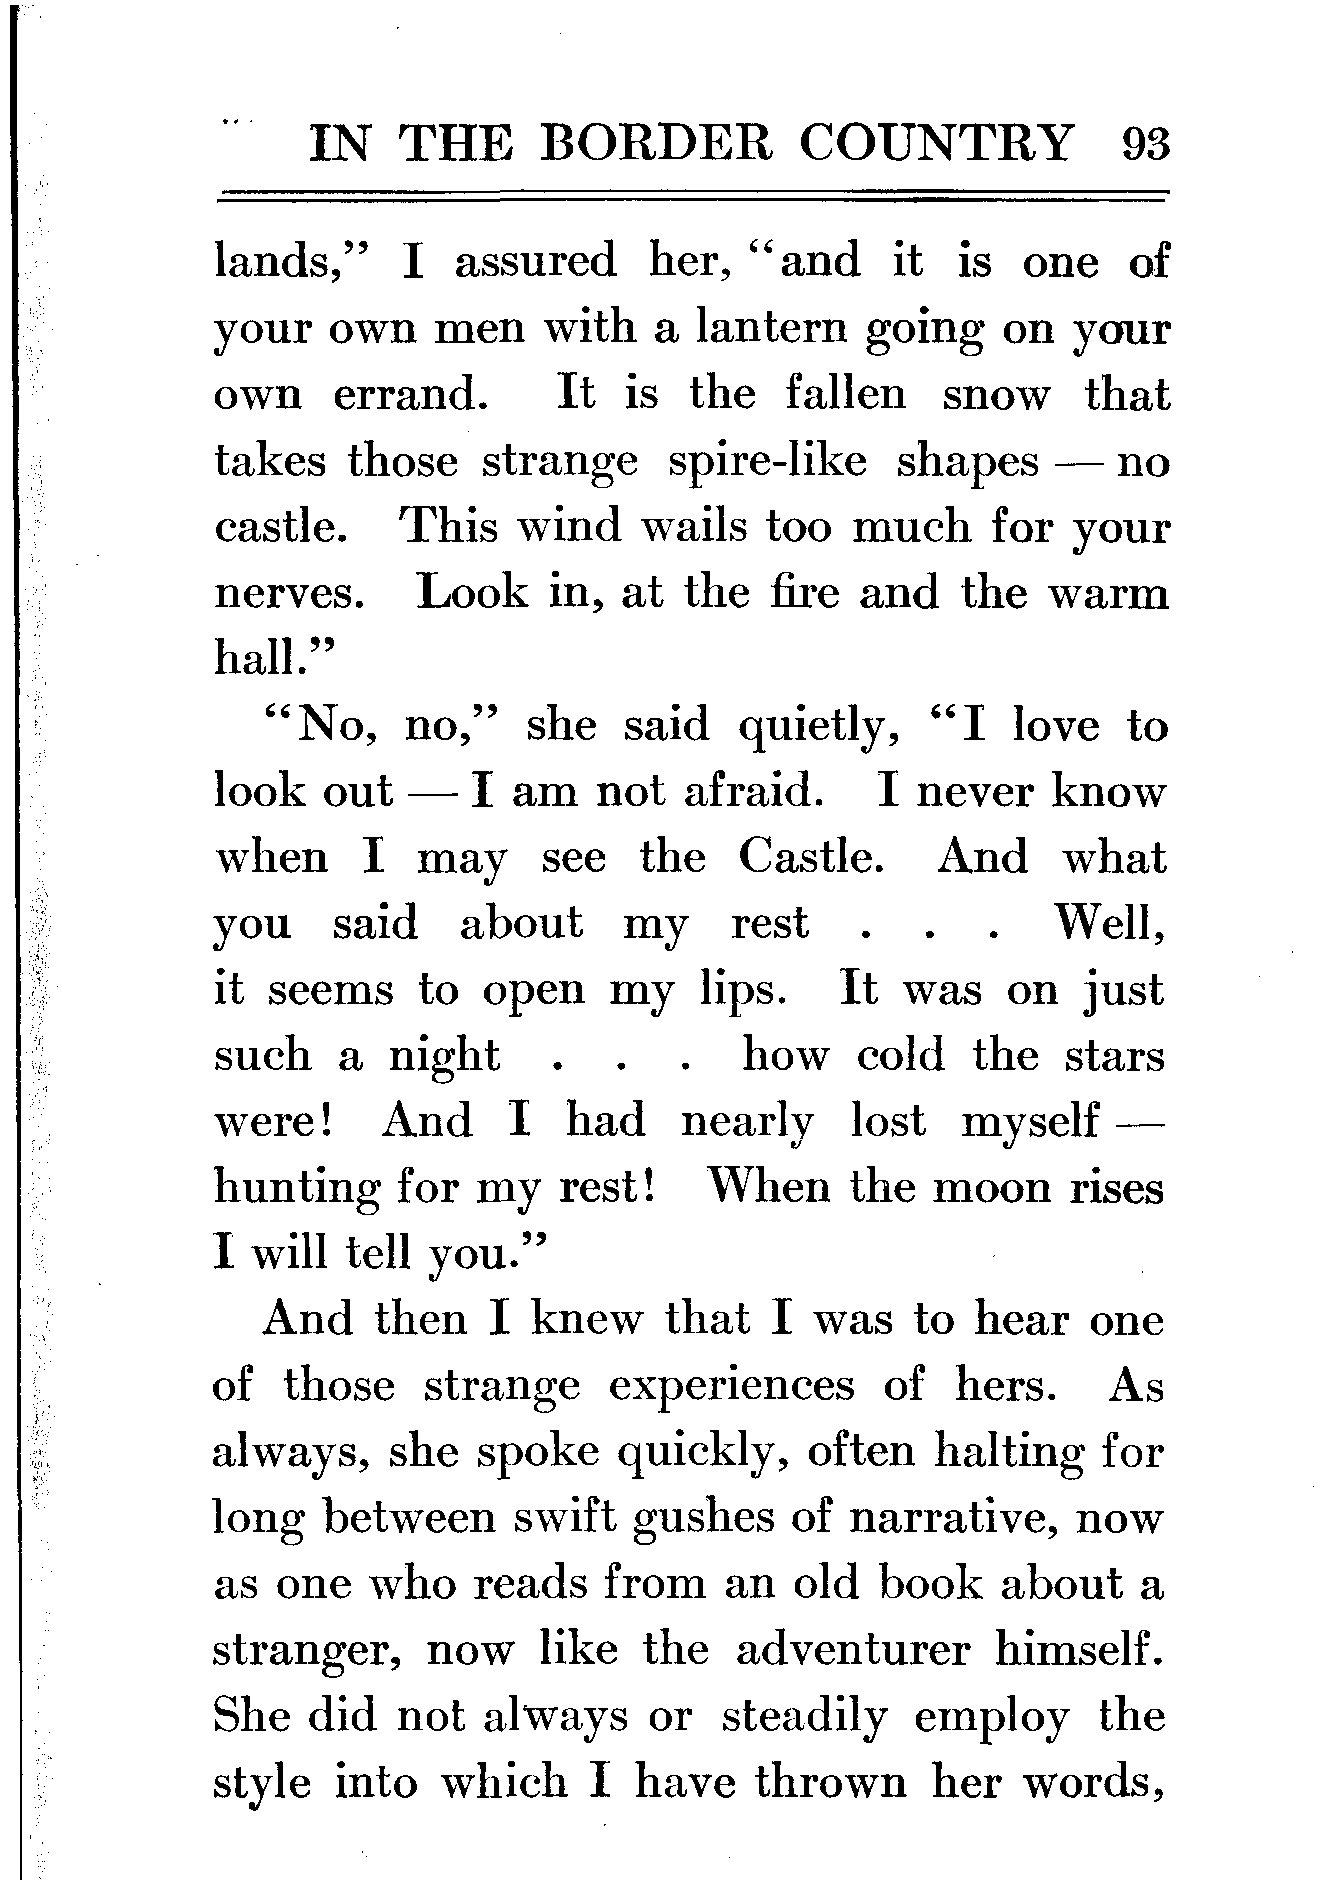 IN THE BORDER COUNTRY 93
lands,” I assured her, “and it is one of
your own men with a lantern going on your
own errand. It is the fallen snow that
takes those strange spire-like shapes — no
castle. This wind wails too much for your
nerves. Look in, at the fire and the warm
hall.”
“No, no,” she said quietly, “I love to
look out — I am not afraid. I never know
when I may see the Castle. And what
you said about my rest . . . Well,
it seems to open my lips. It was on just
such a night . . . how cold the stars
were! And I had nearly lost myself —
hunting for my rest! When the moon rises
I will tell you.”
And then I knew that I was to hear one
of those strange experiences of hers. As
always, she spoke quickly, often halting for
long between swift gushes of narrative, now
as one who reads from an old book about a
stranger, now like the adventurer himself.
She did not always or steadily employ the
style into which I have thrown her words,